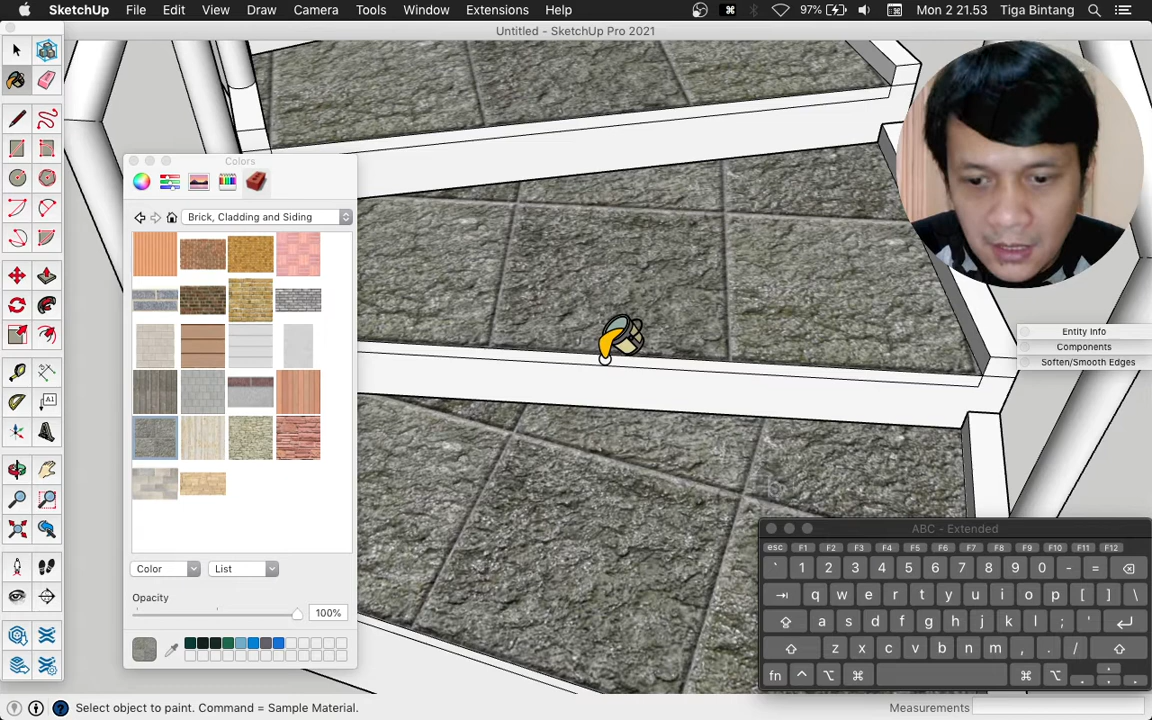 SketchUp File Edit View Draw Camera Tools Window Extensions Help 97% Mon 2 21.53 Tiga Bintang
Untitled - SketchUp Pro 2021
Colors
Brick, Cladding and Siding
Color List
Opacity
100%
Entity Info
Components
Soften/Smooth Edges
A1
ABC - Extended
esc F1 F2 F3 F4 F5 F6 F7 F8 F9 F10 F11 F12
` 1 2 3 4 5 6 7 8 9 0 - =
q w e r t y u i o p [ ] \
a s d f g h j k l ; '
z x c v b n m , . /
fn ^ ⌥ ⌘ ⌘ ⌥
Select object to paint. Command = Sample Material.
Measurements